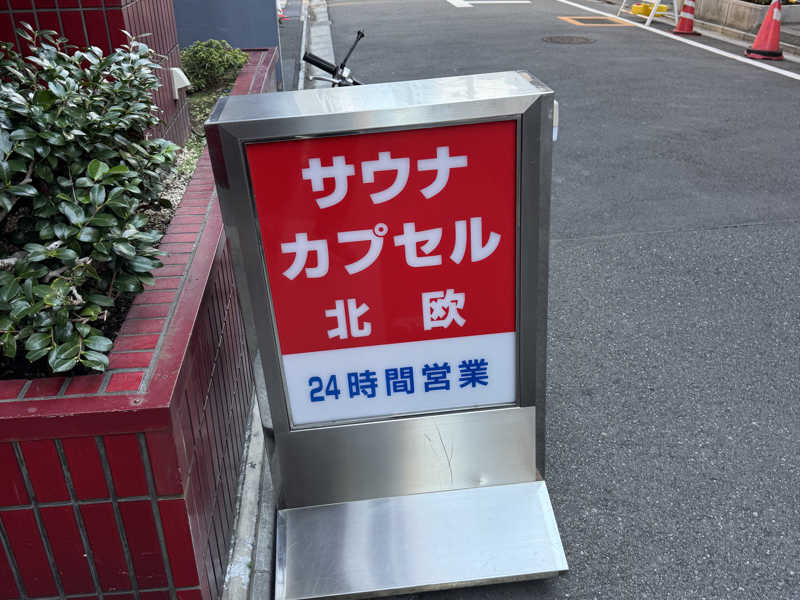 サウナ
カプセル
北 欧
24時間営業